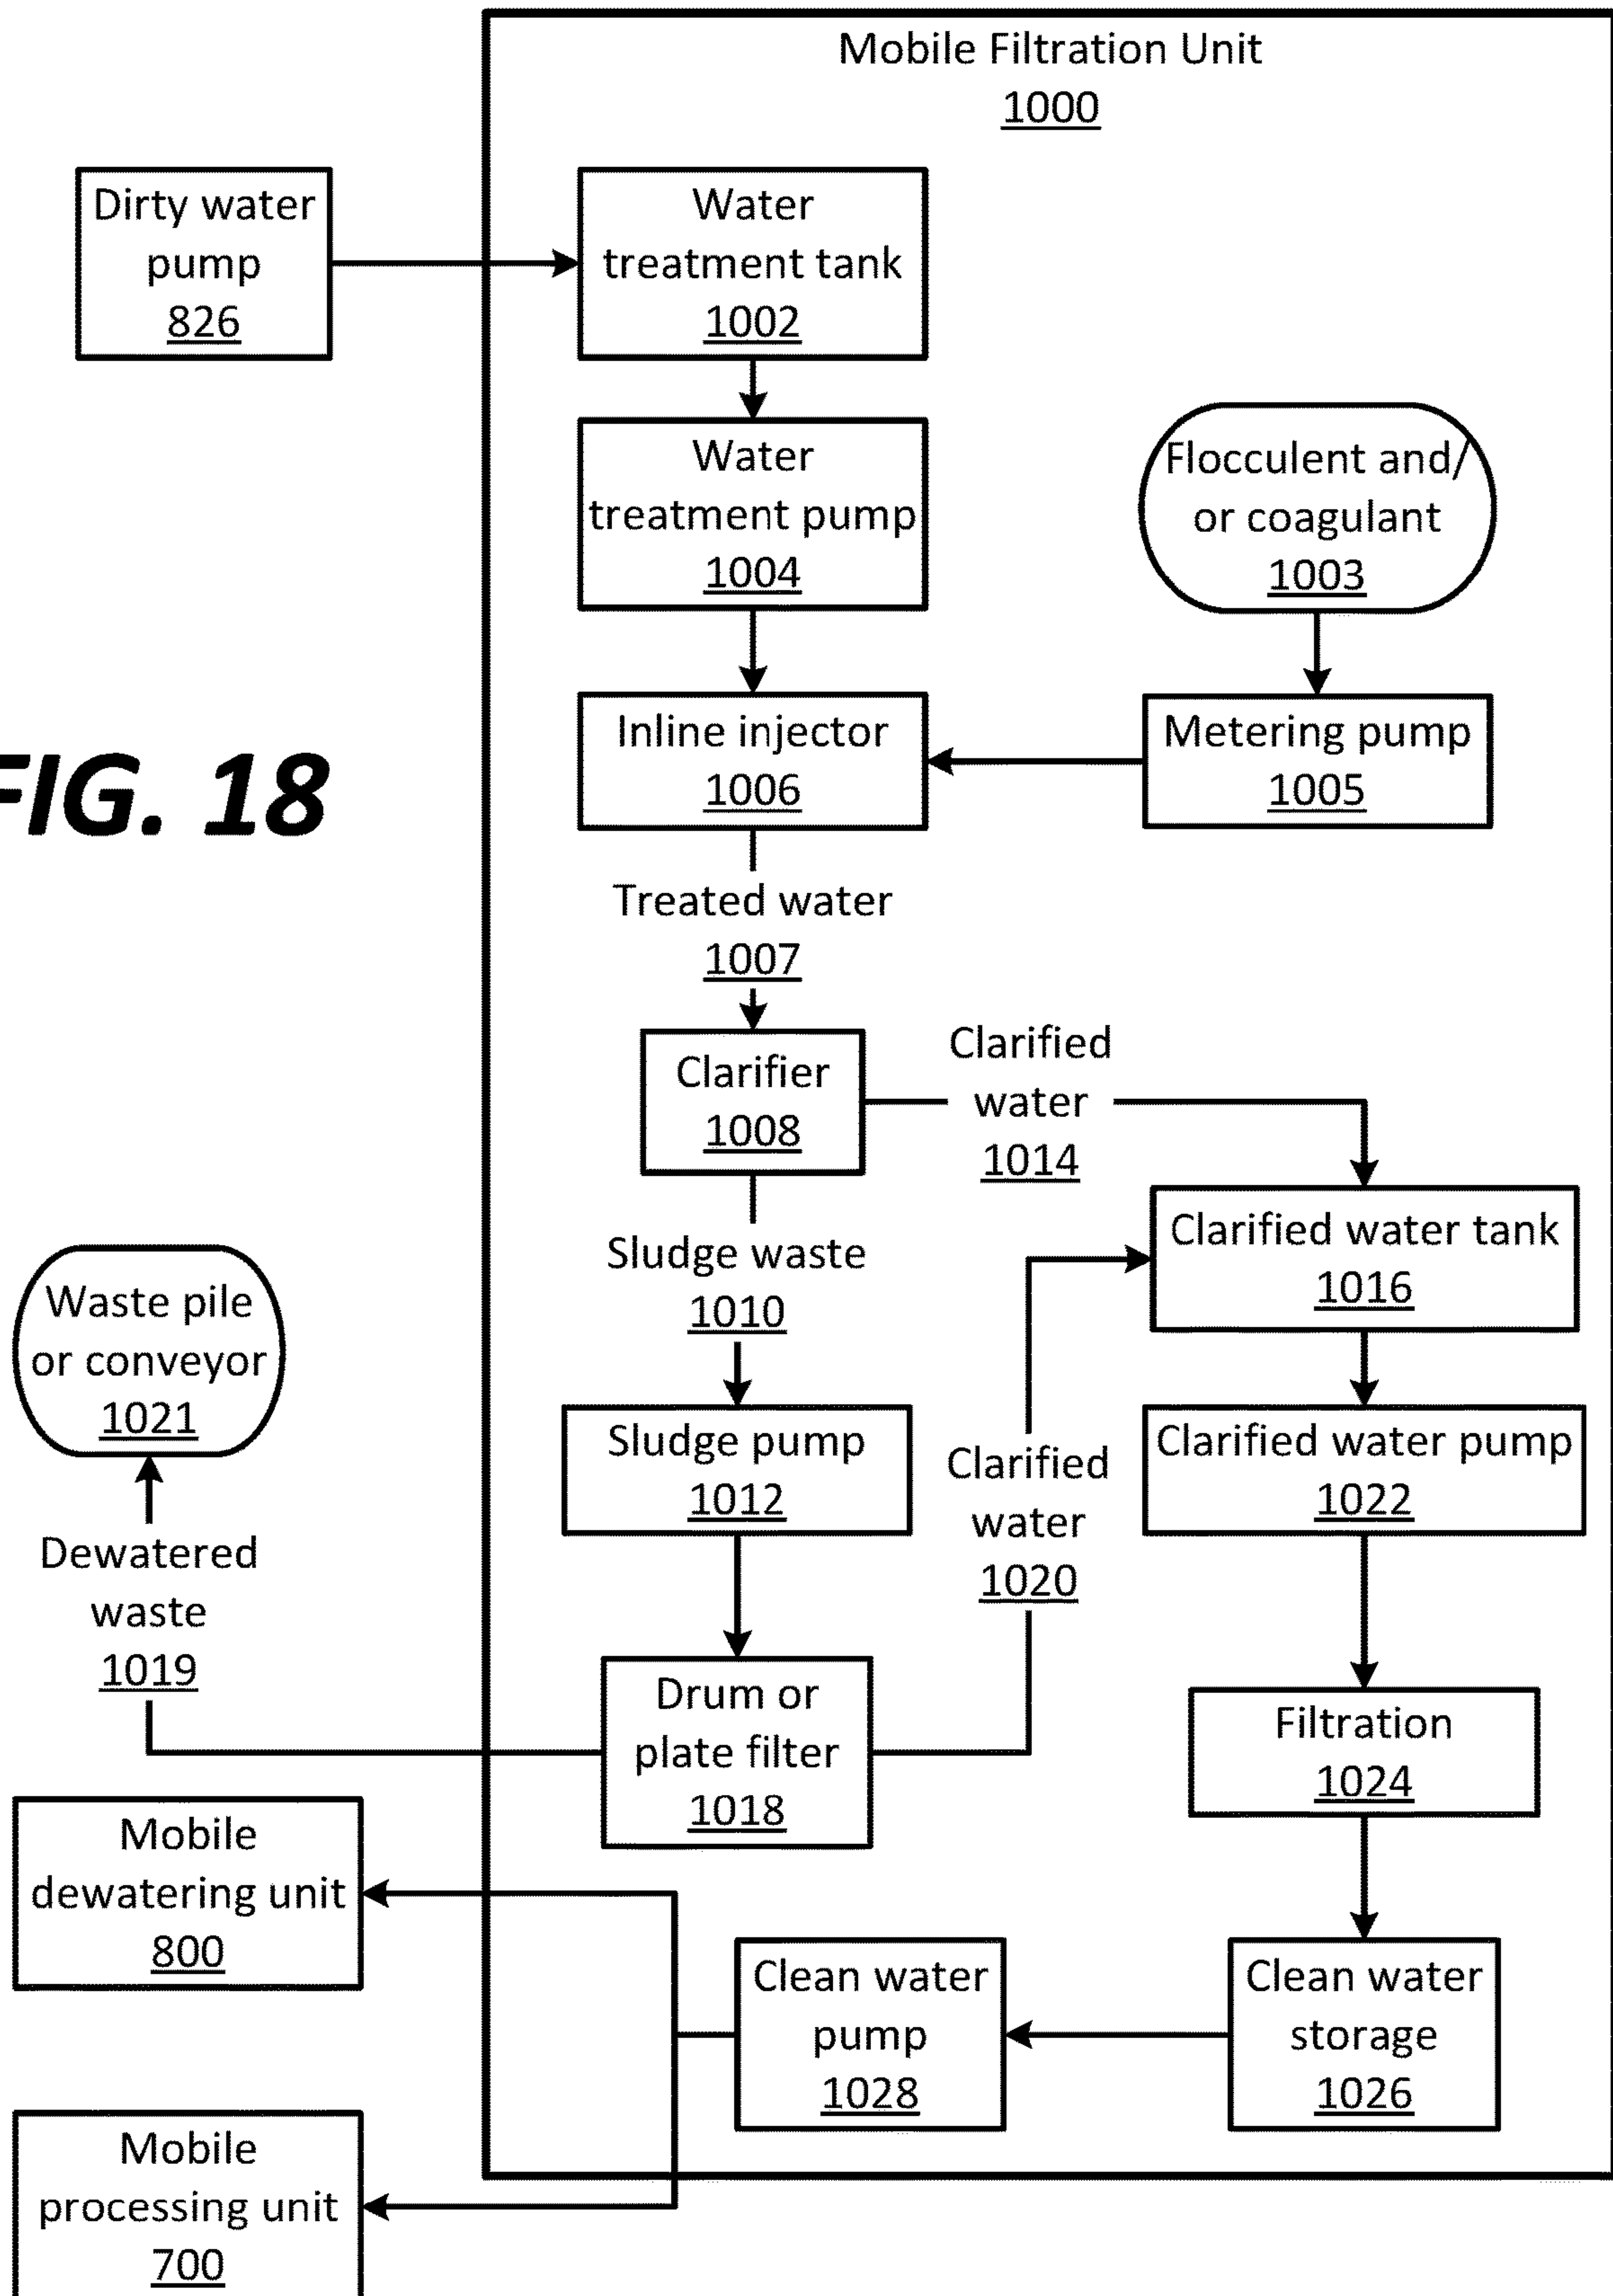 Mobile Filtration Unit
1000
Dirty water
pump
826
Water
treatment tank
1002
Water
treatment pump
1004
Flocculent and/
or coagulant
1003
Inline injector
1006
Metering pump
1005
FIG. 18
Treated water
1007
Clarifier
1008
Clarified
water
1014
Sludge waste
1010
Clarified water tank
1016
Waste pile
or conveyor
1021
Sludge pump
1012
Clarified
water
1020
Clarified water pump
1022
Dewatered
waste
1019
Drum or
plate filter
1018
Filtration
1024
Mobile
dewatering unit
800
Clean water
pump
1028
Clean water
storage
1026
Mobile
processing unit
700